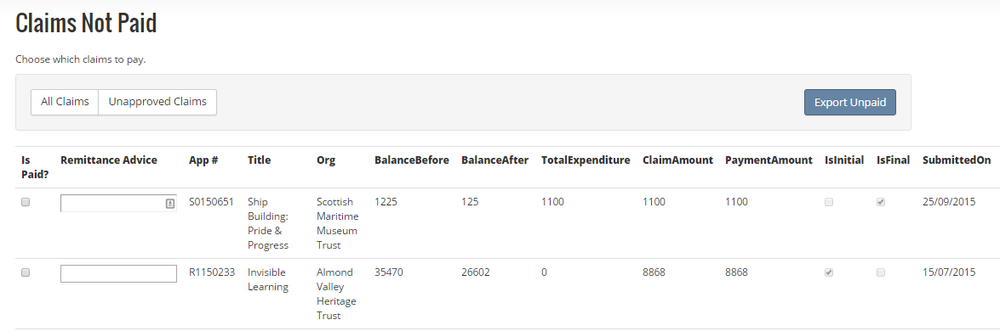 Claims Not Paid
Choose which claims to pay.
All Claims Unapproved Claims Export Unpaid
Is Paid? Remittance Advice App # Title Org BalanceBefore BalanceAfter TotalExpenditure ClaimAmount PaymentAmount IsInitial IsFinal SubmittedOn
S0150651 Ship Building: Pride & Progress Scottish Maritime Museum Trust 1225 125 1100 1100 1100 25/09/2015
R1150233 Invisible Learning Almond Valley Heritage Trust 35470 26602 0 8868 8868 15/07/2015